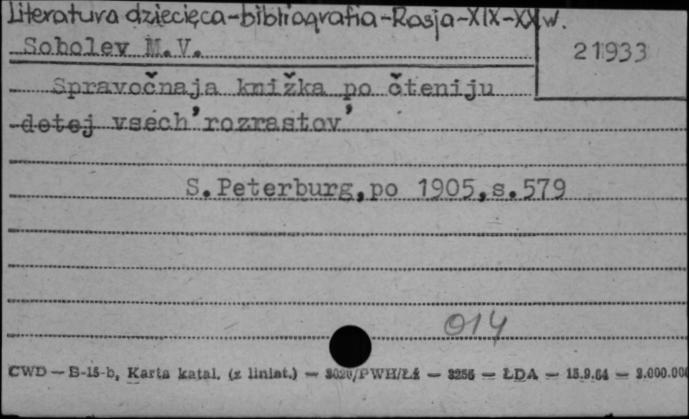 Literatura dziecięca-bibliografia-Rosja-XIX-XX w.
Sobolev M.V.
21933
Spravočnaja knižka po čteniju
detej vsech'rozrastov'
S.Peterburg,po 1905,s.579
014
CWD — B-15-b, Karta katal. (z liniat.) — PWH/Łź — 3256 — ŁDA — 15.9.64 — 3.000.000